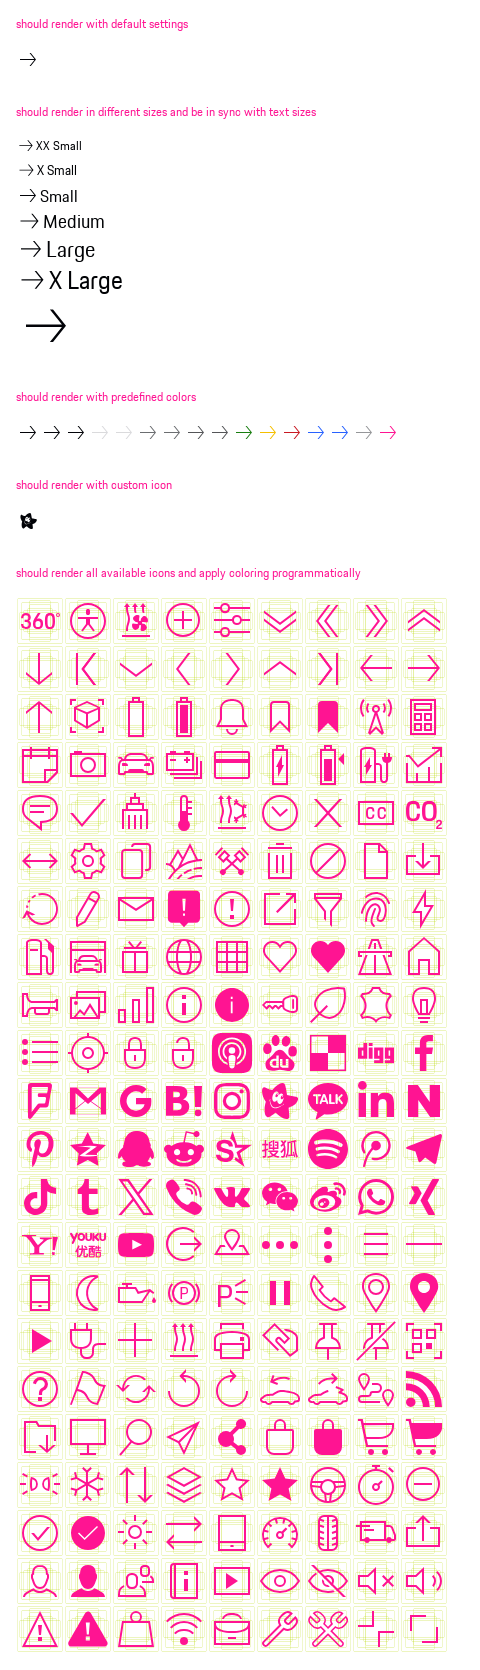 should render with default settings
should render in different sizes and be in sync with text sizes
XX Small
X Small
Small
Medium
Large
X Large
should render with predefined colors
should render with custom icon
should render all available icons and apply coloring programmatically
360°
CC CO2
du digg
G B! TALK in N
S 搜狐
t X
Y! YOUKU
优酷
P P